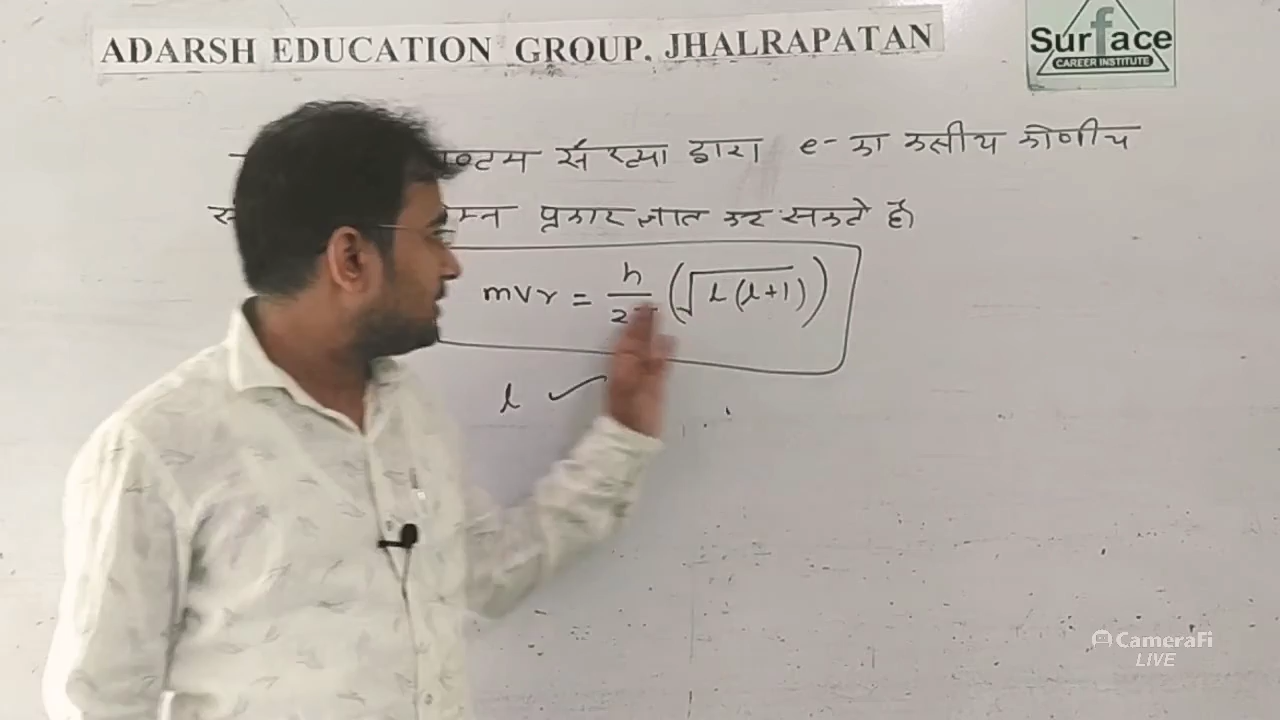 ADARSH EDUCATION GROUP. JHALRAPATAN
Surface
CAREER INSTITUTE
संख्या द्वारा e- का कक्षीय कोणीय
प्रकार ज्ञात कर सकते है
mvr = h/2π (√l(l+1))
l ✓
CameraFi
LIVE